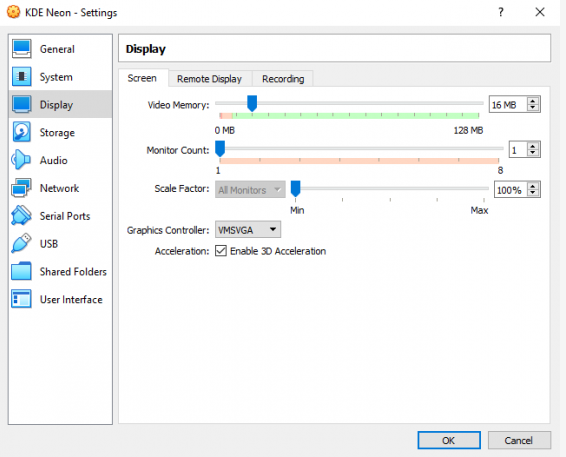 KDE Neon - Settings
?
General
System
Display
Storage
Audio
Network
Serial Ports
USB
Shared Folders
User Interface
Display
Screen Remote Display Recording
Video Memory: 16 MB
0 MB 128 MB
Monitor Count: 1
1 8
Scale Factor: All Monitors 100%
Min Max
Graphics Controller: VMSVGA
Acceleration: Enable 3D Acceleration
OK Cancel